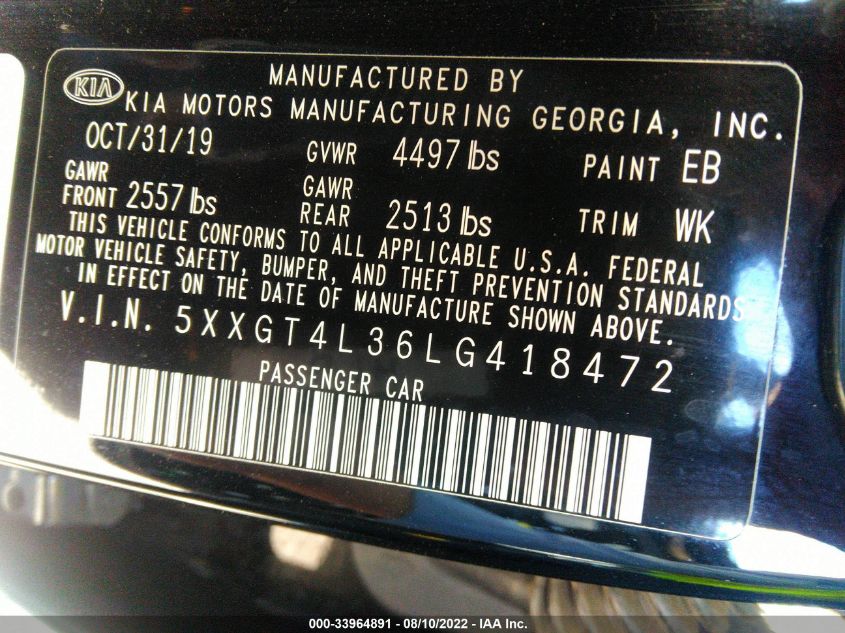 KIA
MANUFACTURED BY
KIA MOTORS MANUFACTURING GEORGIA, INC.
OCT/31/19 GVWR 4497 lbs PAINT EB
GAWR FRONT 2557 lbs GAWR REAR 2513 lbs TRIM WK
THIS VEHICLE CONFORMS TO ALL APPLICABLE U.S.A. FEDERAL
MOTOR VEHICLE SAFETY, BUMPER, AND THEFT PREVENTION STANDARDS
IN EFFECT ON THE DATE OF MANUFACTURE SHOWN ABOVE.
V.I.N. 5XXGT4L36LG418472
PASSENGER CAR
000-33964891 - 08/10/2022 - IAA Inc.